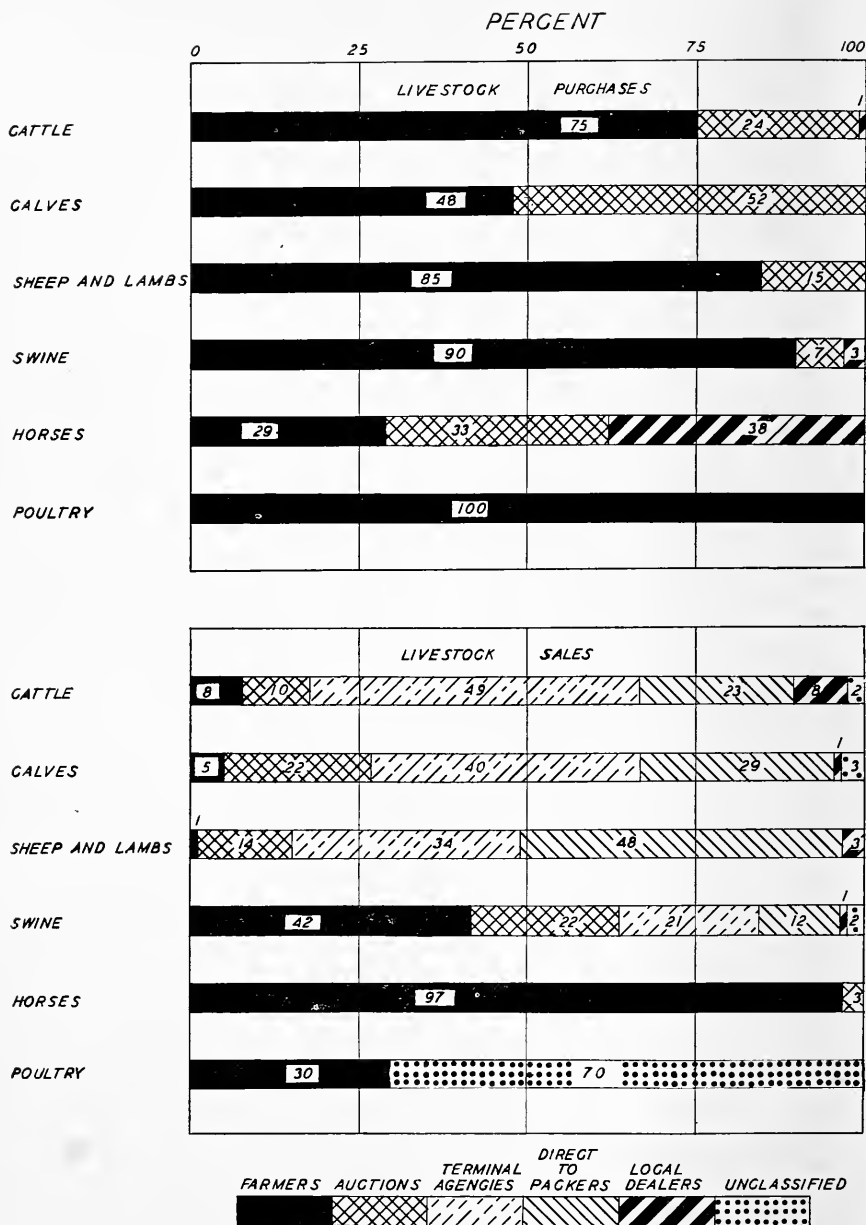 PERCENT
0 25 50 75 100
LIVESTOCK PURCHASES
1
CATTLE 75 24
CALVES 48 52
SHEEP AND LAMBS 85 15
SWINE 90 7 3
HORSES 29 33 38
POULTRY 100
LIVESTOCK SALES
CATTLE 8 10 49 23 8 2
1
CALVES 5 22 40 29 3
1
SHEEP AND LAMBS 14 34 48 3
1
SWINE 42 22 21 12 2
HORSES 97 3
POULTRY 30 70
FARMERS AUCTIONS TERMINAL AGENCIES DIRECT TO PACKERS LOCAL DEALERS UNCLASSIFIED